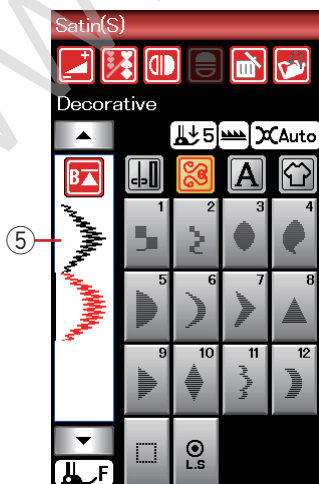 Satin(S)
Decorative
5 Auto
B A
1 2 3 4
5
5 6 7 8
9 10 11 12
L.S
F